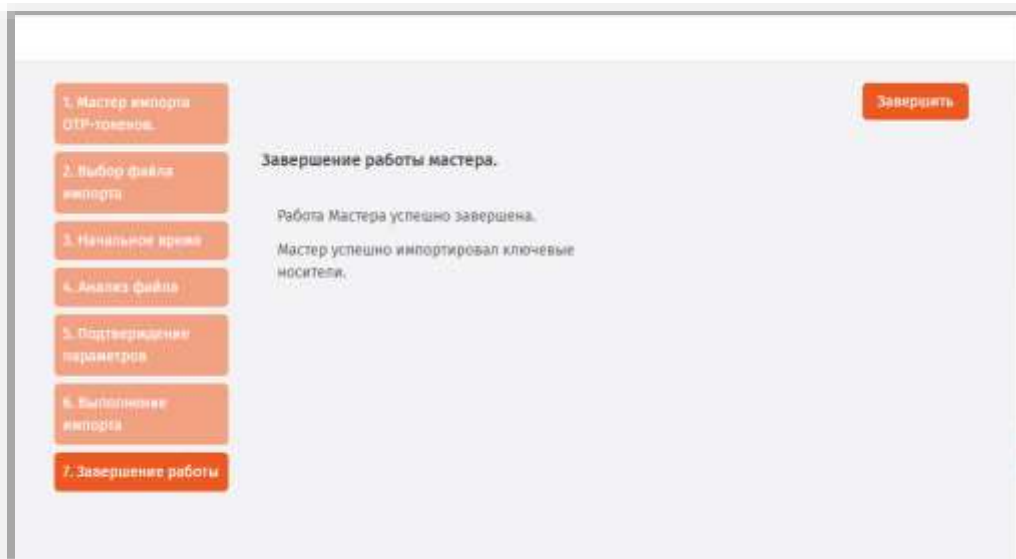 1. Мастер импорта
OTP-токенов.
2. Выбор файла
импорта
3. Начальное время
4. Анализ файла
5. Подтверждение
параметров
6. Выполнение
импорта
7. Завершение работы
Завершить
Завершение работы мастера.
Работа Мастера успешно завершена.
Мастер успешно импортировал ключевые
носители.